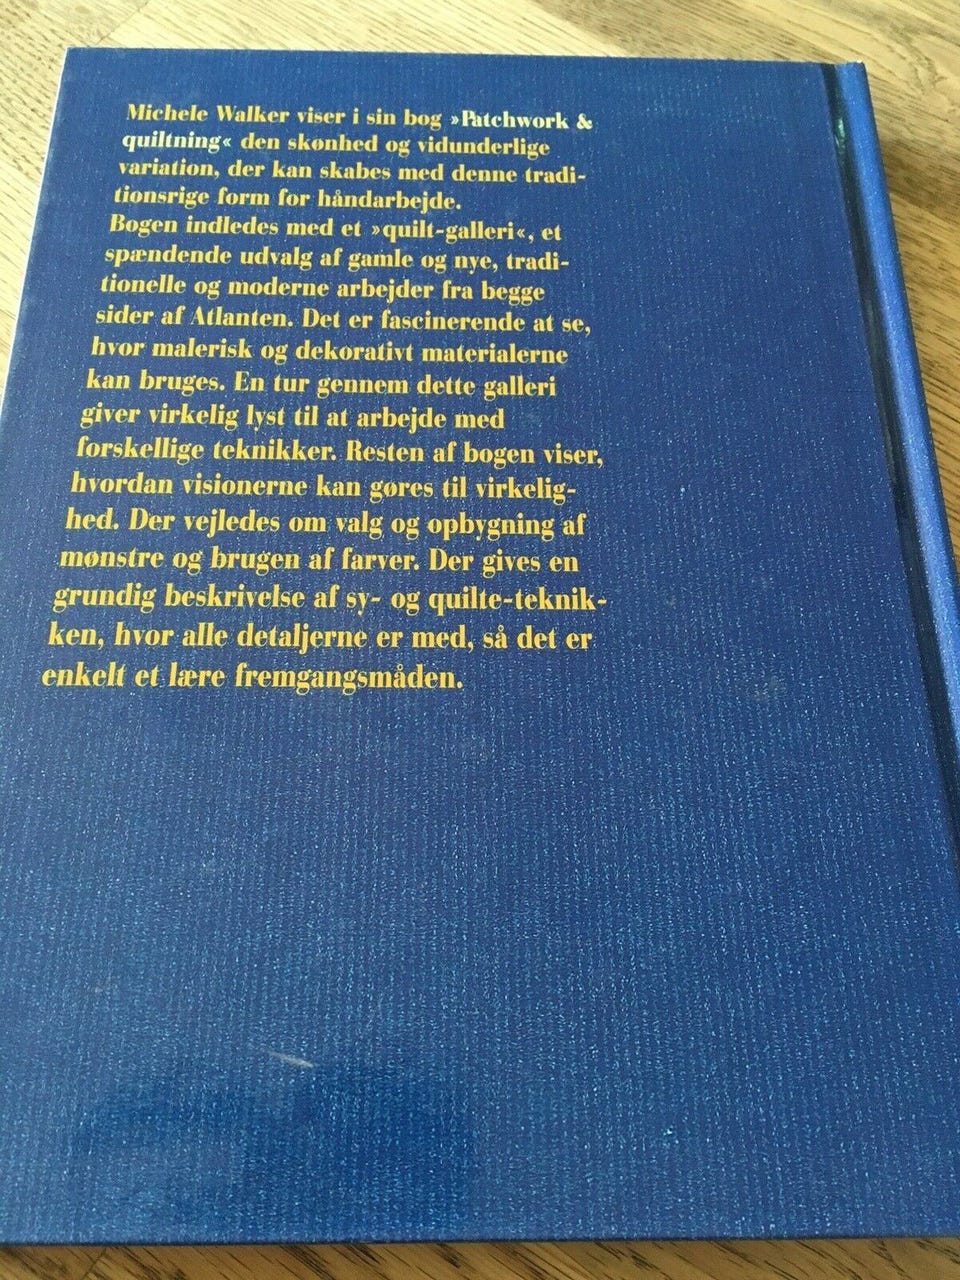 Michele Walker viser i sin bog »Patchwork &
quiltning« den skønhed og vidunderlige
variation, der kan skabes med denne tradi-
tionsrige form for håndarbejde.
Bogen indledes med et »quilt-galleri«, et
spændende udvalg af gamle og nye, tradi-
tionelle og moderne arbejder fra begge
sider af Atlanten. Det er fascinerende at se,
hvor malerisk og dekorativt materialerne
kan bruges. En tur gennem dette galleri
giver virkelig lyst til at arbejde med
forskellige teknikker. Resten af bogen viser,
hvordan visionerne kan gøres til virkelig-
hed. Der vejledes om valg og opbygning af
mønstre og brugen af farver. Der gives en
grundig beskrivelse af sy- og quilte-teknik-
ken, hvor alle detaljerne er med, så det er
enkelt et lære fremgangsmåden.